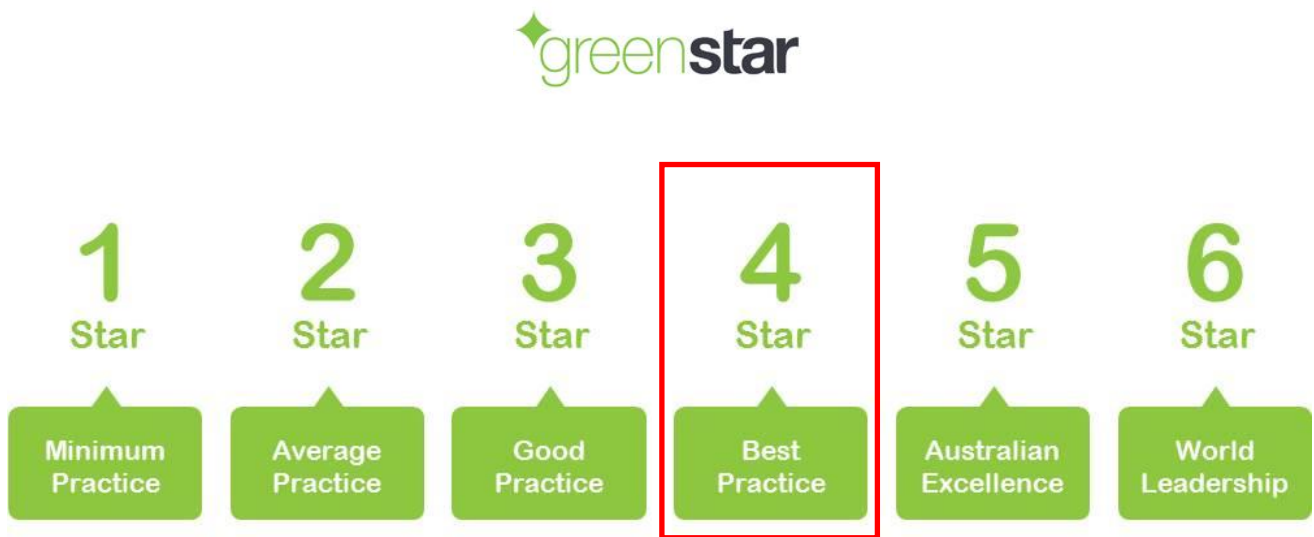 greenstar
1 2 3 4 5 6
Star Star Star Star Star Star
Minimum Practice
Average Practice
Good Practice
Best Practice
Australian Excellence
World Leadership